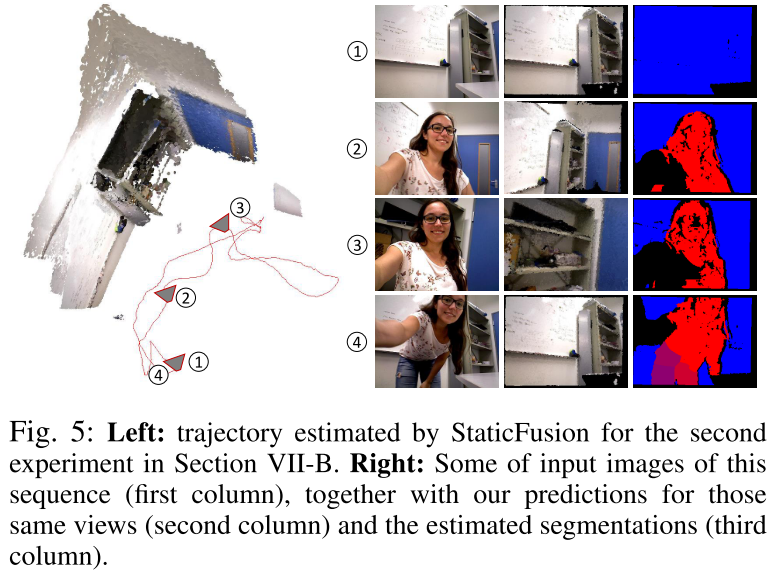 ①
②
③
④
③
②
①
④
Fig. 5: Left: trajectory estimated by StaticFusion for the second
experiment in Section VII-B. Right: Some of input images of this
sequence (first column), together with our predictions for those
same views (second column) and the estimated segmentations (third
column).